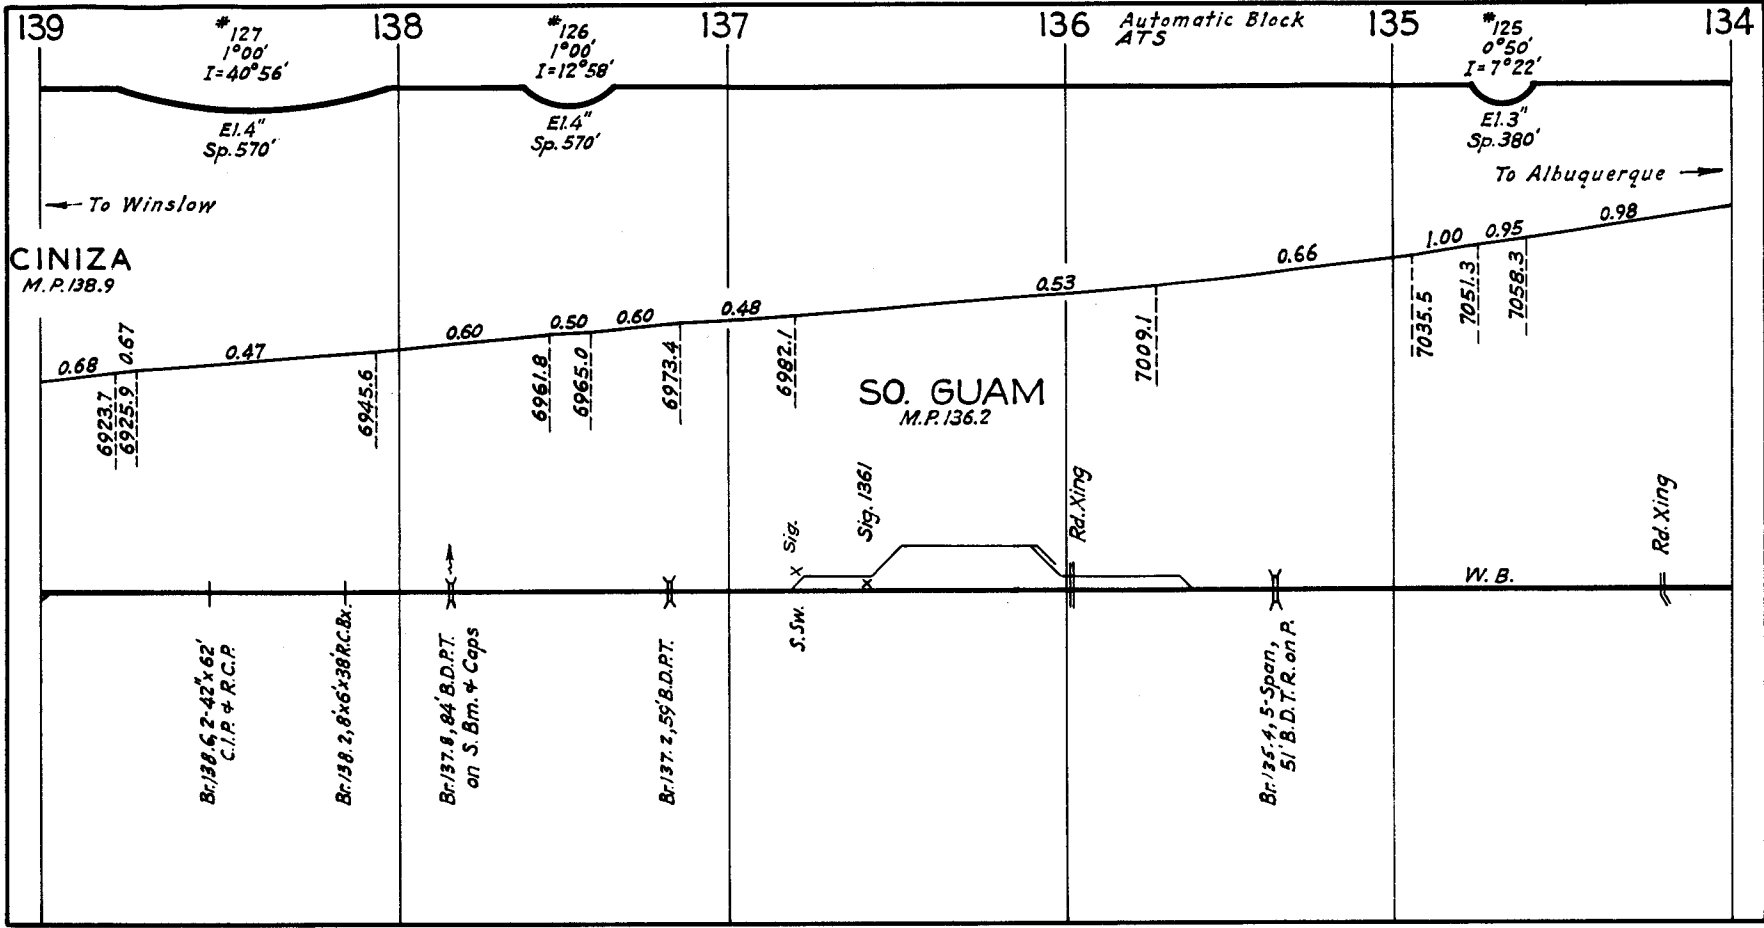 139
138
137
136
Automatic Block
ATS
135
134
#127
1°00'
I=40°56'
#126
1°00'
I=12°58'
#125
0°50'
I=7°22'
El.4"
Sp.570'
El.4"
Sp.570'
El.3"
Sp.380'
To Winslow
To Albuquerque
CINIZA
M.P.138.9
0.68
0.67
0.47
0.60
0.50
0.60
0.48
0.53
0.66
1.00
0.95
0.98
6923.7
6925.9
6945.6
6961.8
6965.0
6973.4
6982.1
7009.1
7035.5
7051.3
7058.3
SO. GUAM
M.P.136.2
Sig.
Sig. 1361
Rd. Xing
Rd. Xing
W. B.
S.Sw.
Br.138.6, 2-42"x62'
C.I.P. & R.C.P.
Br.138.2, 8'x6'x38'R.C.Bx.
Br.137.8, 84' B.D.P.T.
on S. Bm. & Caps
Br.137.2, 59' B.D.P.T.
Br.135.4, 5-Span,
51' B.D.T.R. on P.